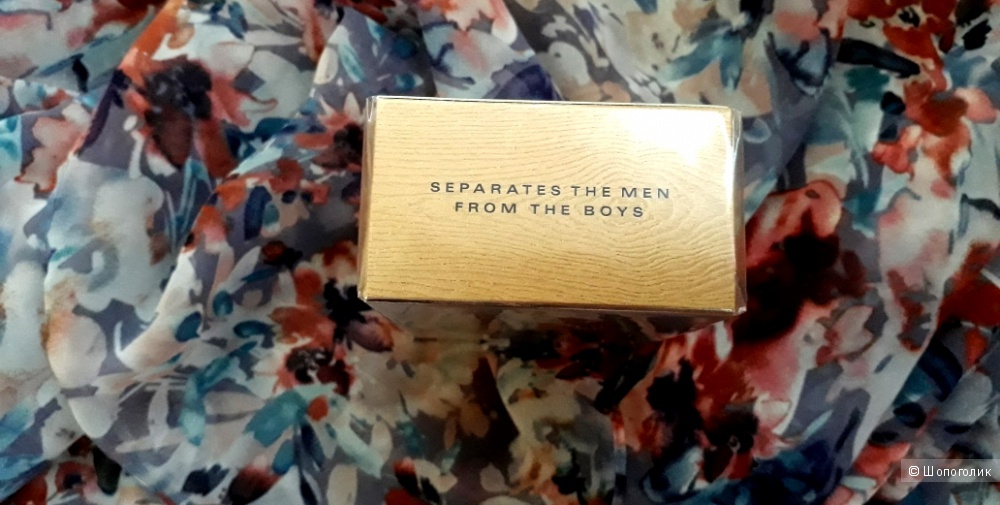 SEPARATES THE MEN
FROM THE BOYS
© Шопоголик